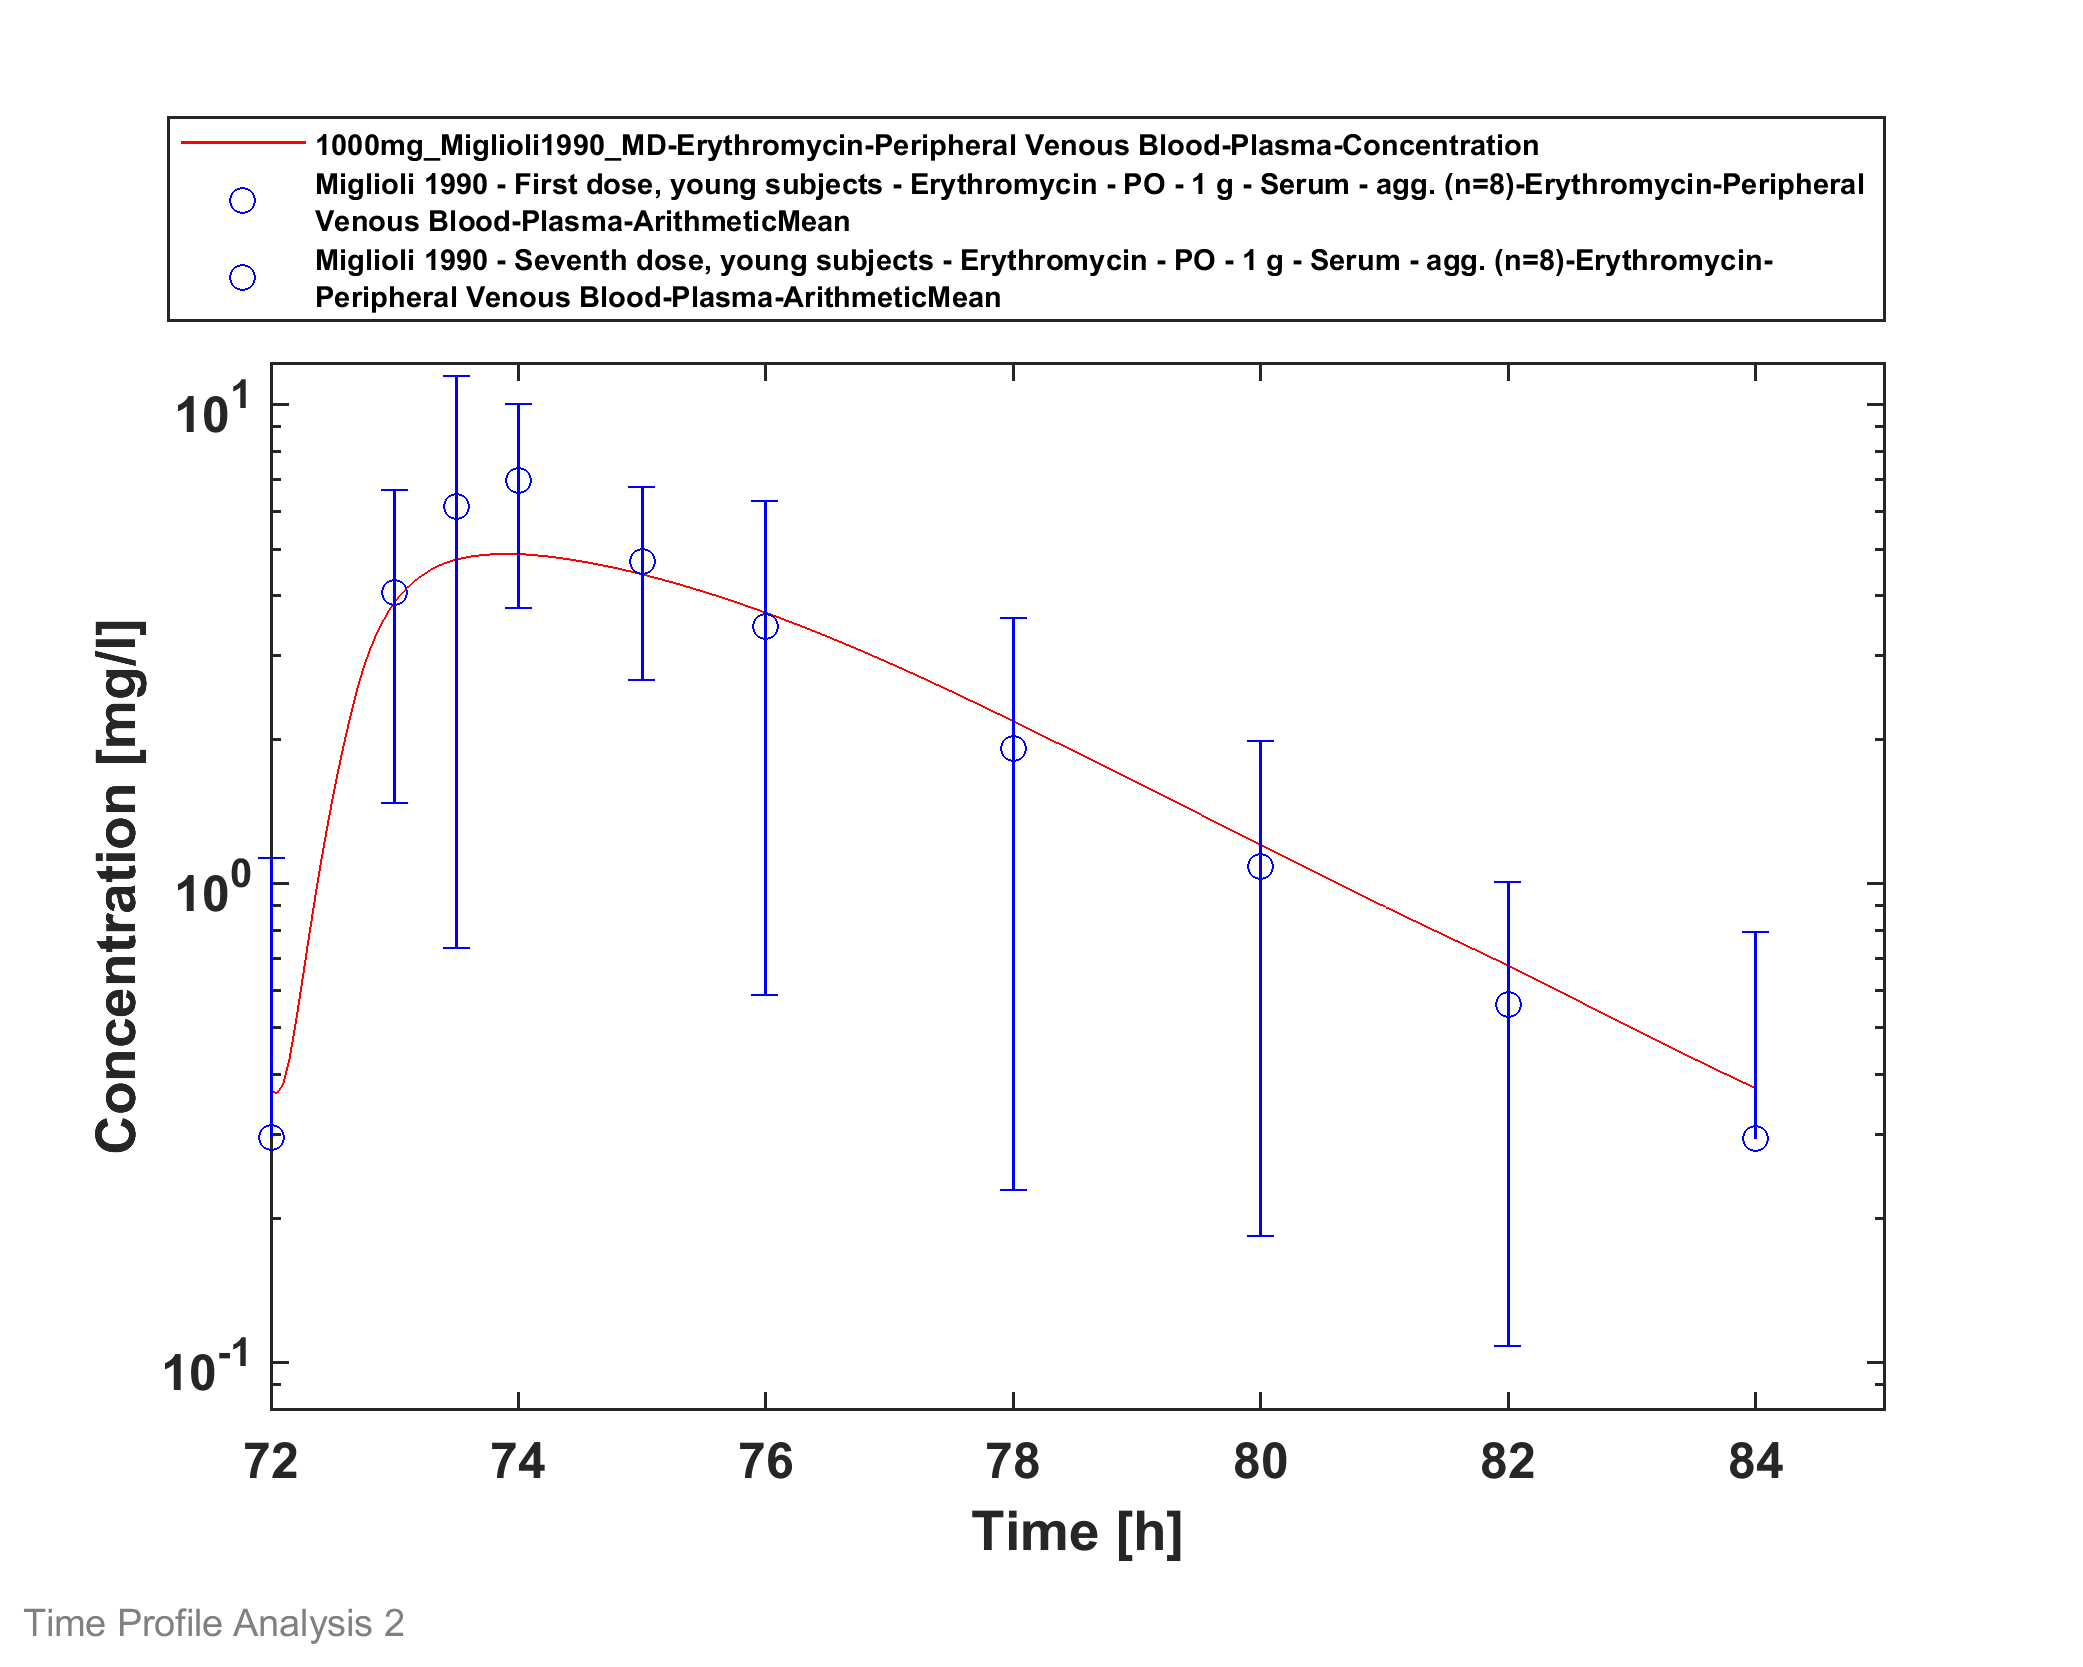 1000mg_Miglioli1990_MD-Erythromycin-Peripheral Venous Blood-Plasma-Concentration
Miglioli 1990 - First dose, young subjects - Erythromycin - PO - 1 g - Serum - agg. (n=8)-Erythromycin-Peripheral
Venous Blood-Plasma-ArithmeticMean
Miglioli 1990 - Seventh dose, young subjects - Erythromycin - PO - 1 g - Serum - agg. (n=8)-Erythromycin-
Peripheral Venous Blood-Plasma-ArithmeticMean
10^1
10^0
10^-1
Concentration [mg/l]
72 74 76 78 80 82 84
Time [h]
Time Profile Analysis 2